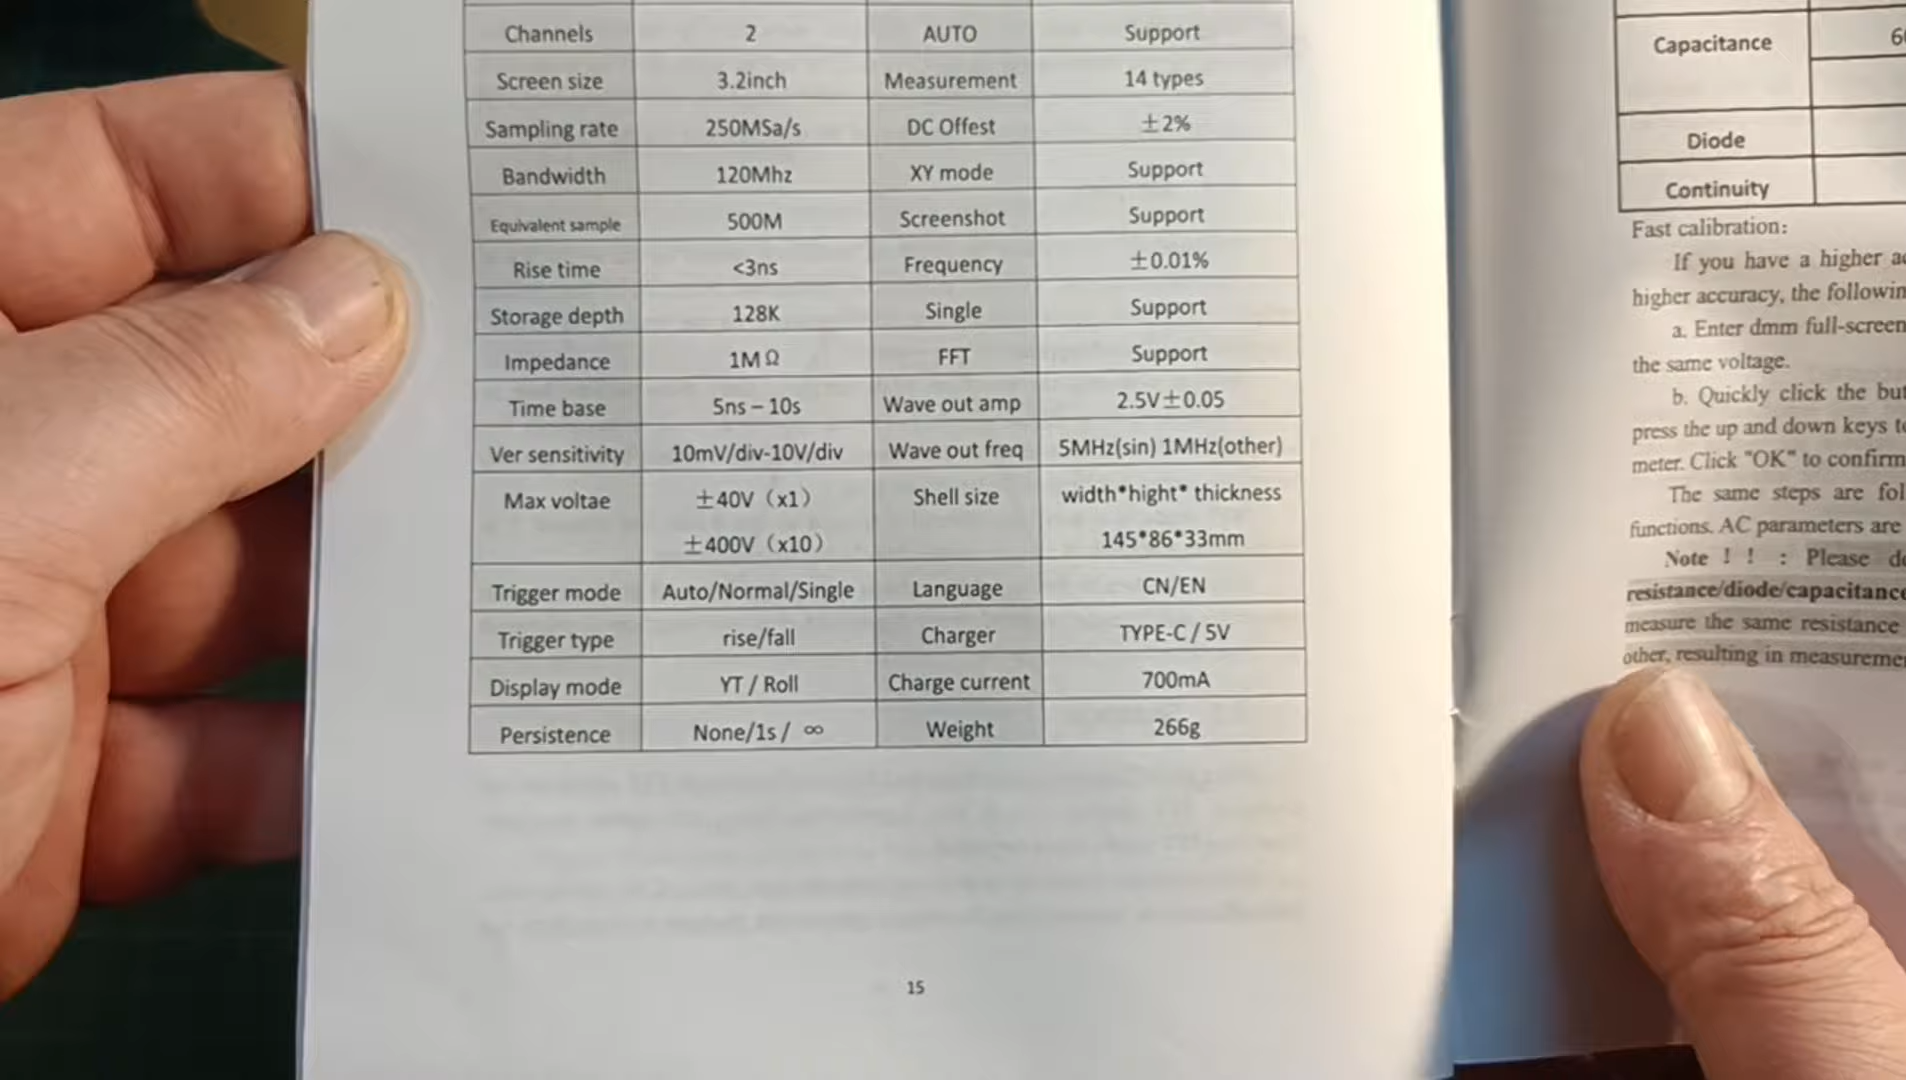 Channels 2 AUTO Support
Screen size 3.2inch Measurement 14 types
Sampling rate 250MSa/s DC Offest ±2%
Bandwidth 120Mhz XY mode Support
Equivalent sample 500M Screenshot Support
Rise time <3ns Frequency ±0.01%
Storage depth 128K Single Support
Impedance 1MΩ FFT Support
Time base 5ns – 10s Wave out amp 2.5V±0.05
Ver sensitivity 10mV/div-10V/div Wave out freq 5MHz(sin) 1MHz(other)
Max voltae ±40V (x1) Shell size width*hight* thickness
±400V (x10) 145*86*33mm
Trigger mode Auto/Normal/Single Language CN/EN
Trigger type rise/fall Charger TYPE-C / 5V
Display mode YT / Roll Charge current 700mA
Persistence None/1s / ∞ Weight 266g
15
Capacitance
Diode
Continuity
Fast calibration:
If you have a higher
higher accuracy, the
a. Enter dmm full-screen
the same voltage.
b. Quickly click the
press the up and down keys
meter. Click "OK" to confirm
The same steps are
functions. AC parameters are
Note ! ! : Please
resistance/diode/capacitance
measure the same resistance
other, resulting in